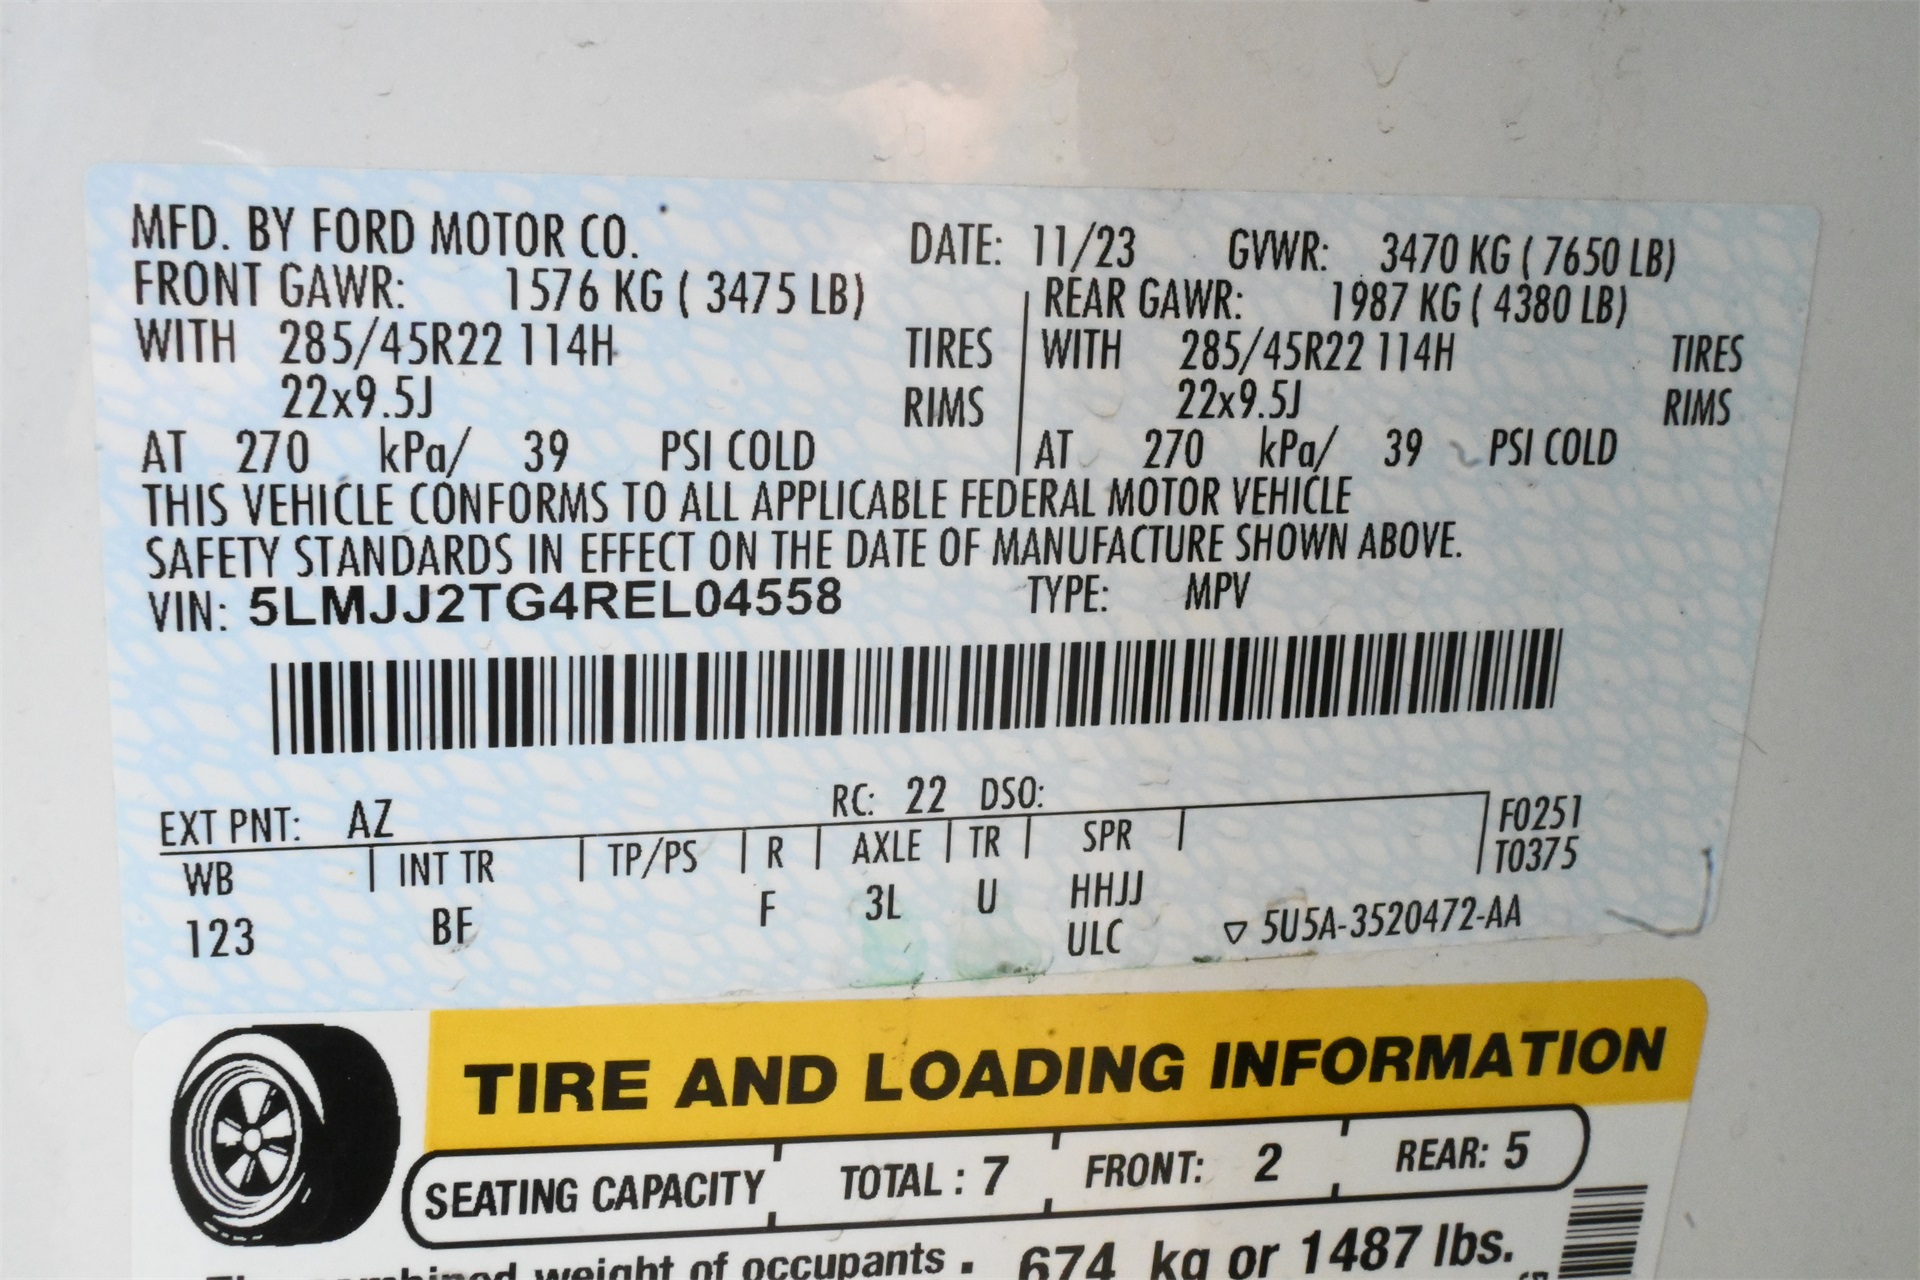 MFD. BY FORD MOTOR CO. DATE: 11/23 GVWR: 3470 KG ( 7650 LB)
FRONT GAWR: 1576 KG ( 3475 LB) REAR GAWR: 1987 KG ( 4380 LB)
WITH 285/45R22 114H TIRES WITH 285/45R22 114H TIRES
22x9.5J RIMS 22x9.5J RIMS
AT 270 kPa/ 39 PSI COLD AT 270 kPa/ 39 PSI COLD
THIS VEHICLE CONFORMS TO ALL APPLICABLE FEDERAL MOTOR VEHICLE
SAFETY STANDARDS IN EFFECT ON THE DATE OF MANUFACTURE SHOWN ABOVE.
VIN: 5LMJJ2TG4REL04558 TYPE: MPV
EXT PNT: AZ RC: 22 DSO:
WB INT TR TP/PS R AXLE TR SPR F0251
T0375
123 BF F 3L U HHJJ
ULC 5U5A-3520472-AA
TIRE AND LOADING INFORMATION
SEATING CAPACITY TOTAL : 7 FRONT: 2 REAR: 5
combined weight of occupants 674 kg or 1487 lbs.